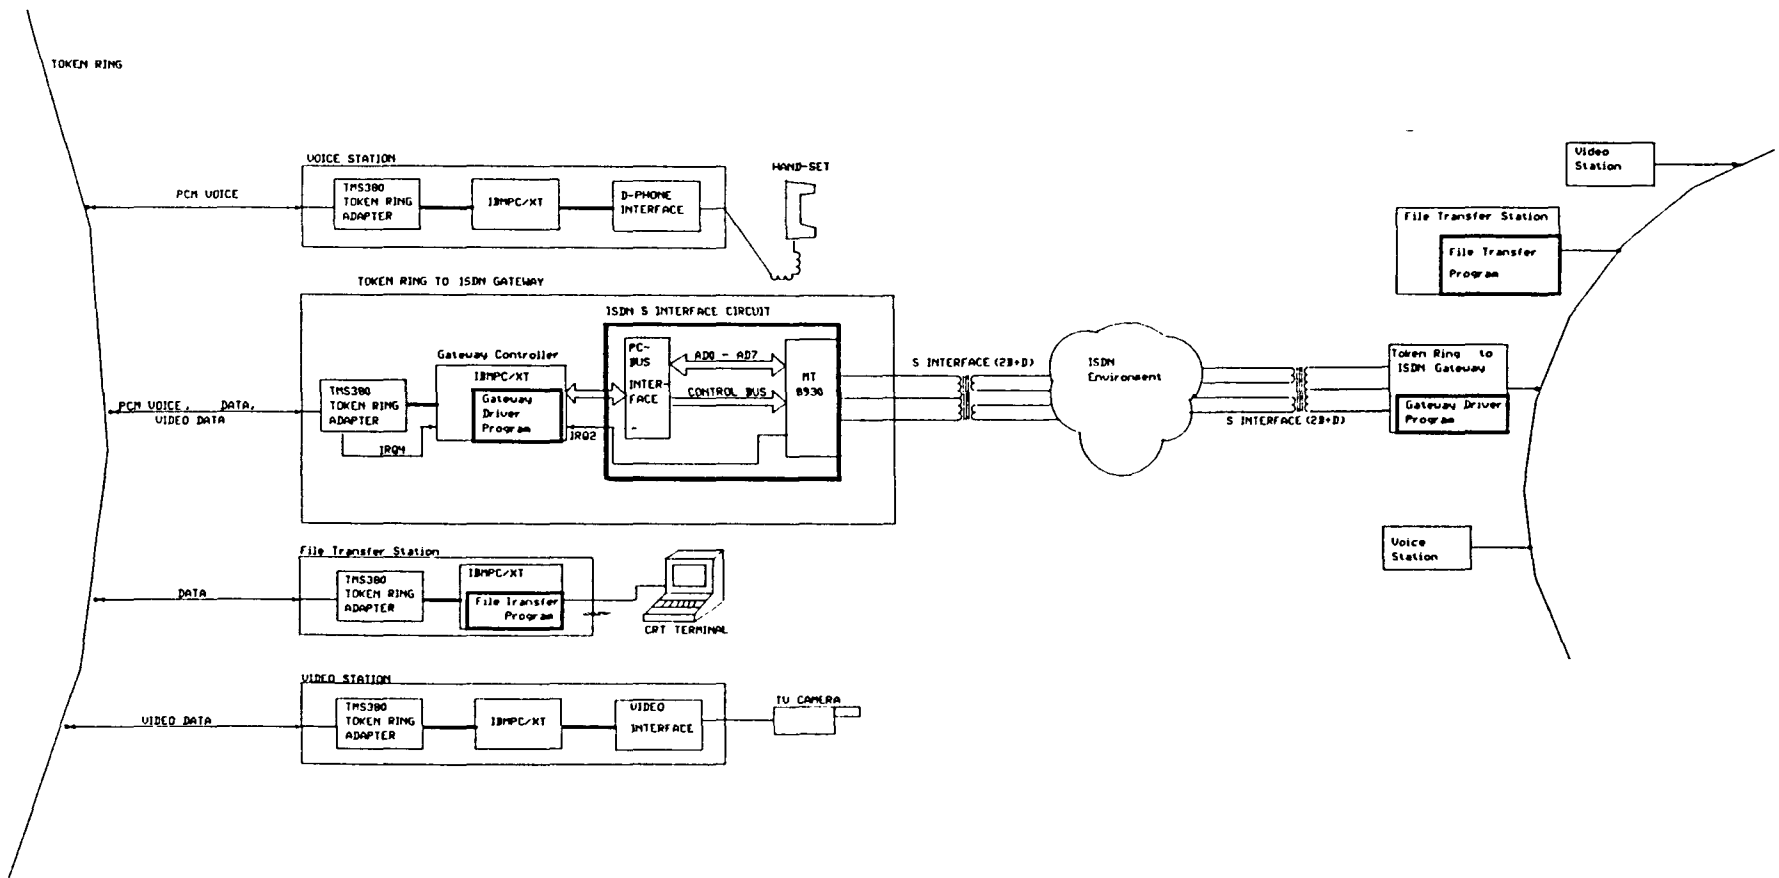 TOKEN RING
VOICE STATION
PCM VOICE
TMS380
TOKEN RING
ADAPTER
IBMPC/XT
D-PHONE
INTERFACE
HAND-SET
TOKEN RING TO ISDN GATEWAY
ISDN S INTERFACE CIRCUIT
PCM VOICE, DATA,
VIDEO DATA
TMS380
TOKEN RING
ADAPTER
IRQ4
Gateway Controller
IBMPC/XT
Gateway
Driver
Program
IRQ2
PC-
BUS
INTER-
FACE
AD0 - AD7
CONTROL BUS
MT
8930
S INTERFACE (2B+D)
ISDN
Environment
S INTERFACE (2B+D)
Video
Station
File Transfer Station
File Transfer
Program
Token Ring to
ISDN Gateway
Gateway Driver
Program
Voice
Station
File Transfer Station
DATA
TMS380
TOKEN RING
ADAPTER
IBMPC/XT
File Transfer
Program
CRT TERMINAL
VIDEO STATION
VIDEO DATA
TMS380
TOKEN RING
ADAPTER
IBMPC/XT
VIDEO
INTERFACE
TV CAMERA